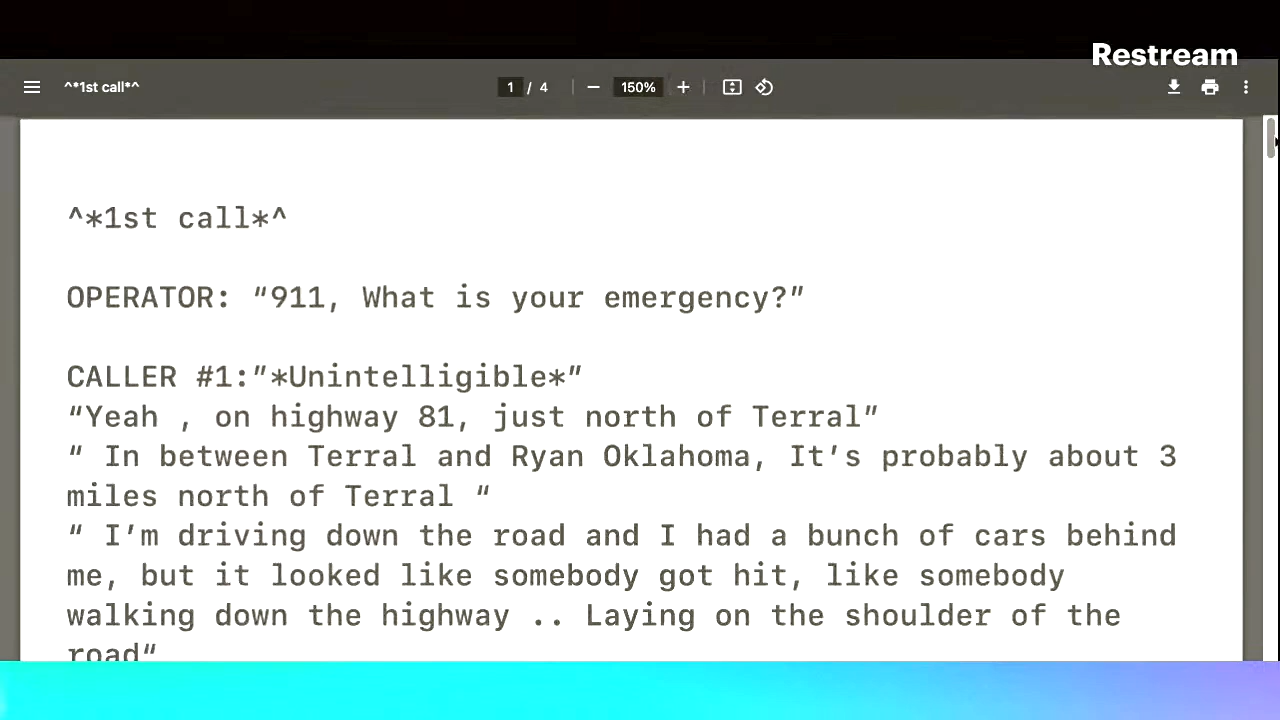 Restream
^*1st call*^
1 / 4
150%
^*1st call*^
OPERATOR: “911, What is your emergency?”
CALLER #1:”*Unintelligible*”
“Yeah , on highway 81, just north of Terral”
“ In between Terral and Ryan Oklahoma, It’s probably about 3
miles north of Terral “
“ I’m driving down the road and I had a bunch of cars behind
me, but it looked like somebody got hit, like somebody
walking down the highway .. Laying on the shoulder of the
road“